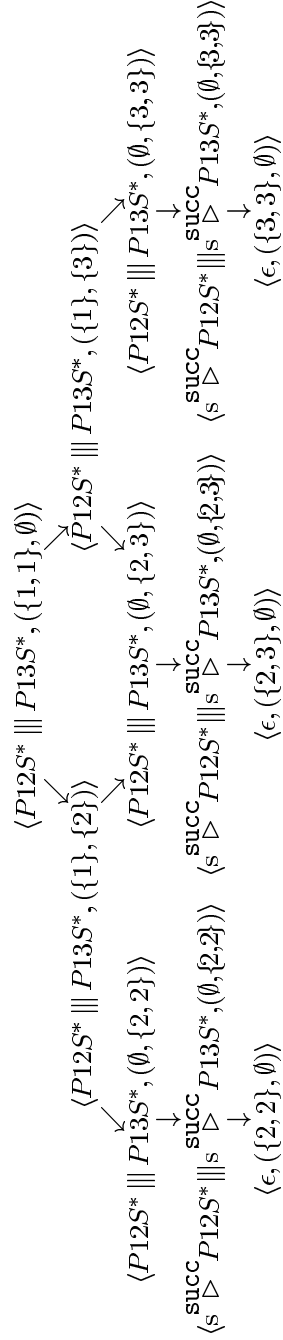 ⟨P12S* ||| P13S*, ({1, 1}, ∅)⟩
⟨P12S* ||| P13S*, ({1}, {2})⟩
⟨P12S* ||| P13S*, ({1}, {3})⟩
⟨P12S* ||| P13S*, (∅, {2, 2})⟩
⟨P12S* ||| P13S*, (∅, {2, 3})⟩
⟨P12S* ||| P13S*, (∅, {3, 3})⟩
⟨s succ ▷ P12S* ||| s succ ▷ P13S*,(∅,{2,2})⟩
⟨s succ ▷ P12S* ||| s succ ▷ P13S*,(∅,{2,3})⟩
⟨s succ ▷ P12S* ||| s succ ▷ P13S*,(∅,{3,3})⟩
⟨ϵ, ({2, 2}, ∅)⟩
⟨ϵ, ({2, 3}, ∅)⟩
⟨ϵ, ({3, 3}, ∅)⟩